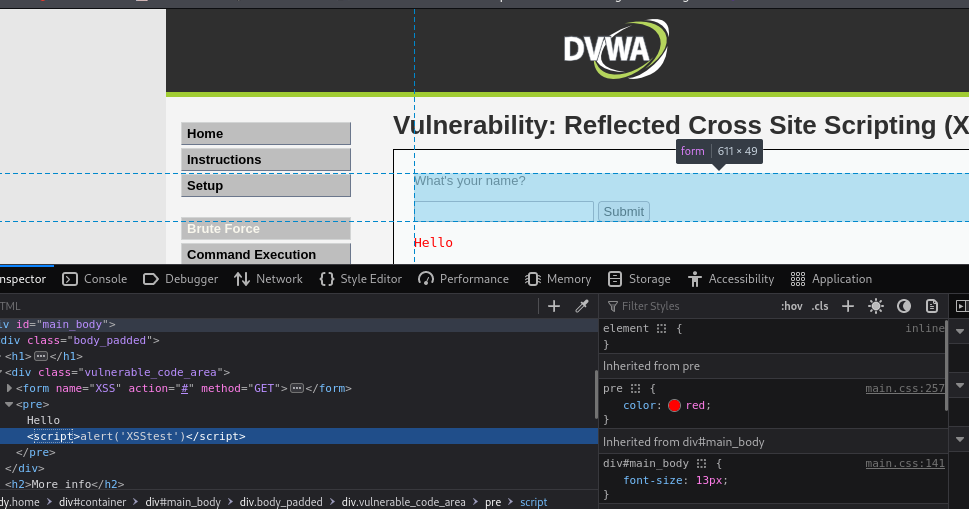 DVWA
Home
Instructions
Setup
Brute Force
Command Execution
Vulnerability: Reflected Cross Site Scripting (X
form 611 × 49
What's your name?
Submit
Hello
nspector Console Debugger Network Style Editor Performance Memory Storage Accessibility Application
TML
Filter Styles :hov .cls
iv id="main_body">
div class="body_padded">
<h1></h1>
<div class="vulnerable_code_area">
<form name="XSS" action="#" method="GET"></form>
<pre>
Hello
<script>alert('XSStest')</script>
</pre>
</div>
<h2>More info</h2>
dy.home > div#container > div#main_body > div.body_padded > div.vulnerable_code_area > pre > script
element { inline
}
Inherited from pre
pre { main.css:257
color: red;
}
Inherited from div#main_body
div#main_body { main.css:141
font-size: 13px;
}